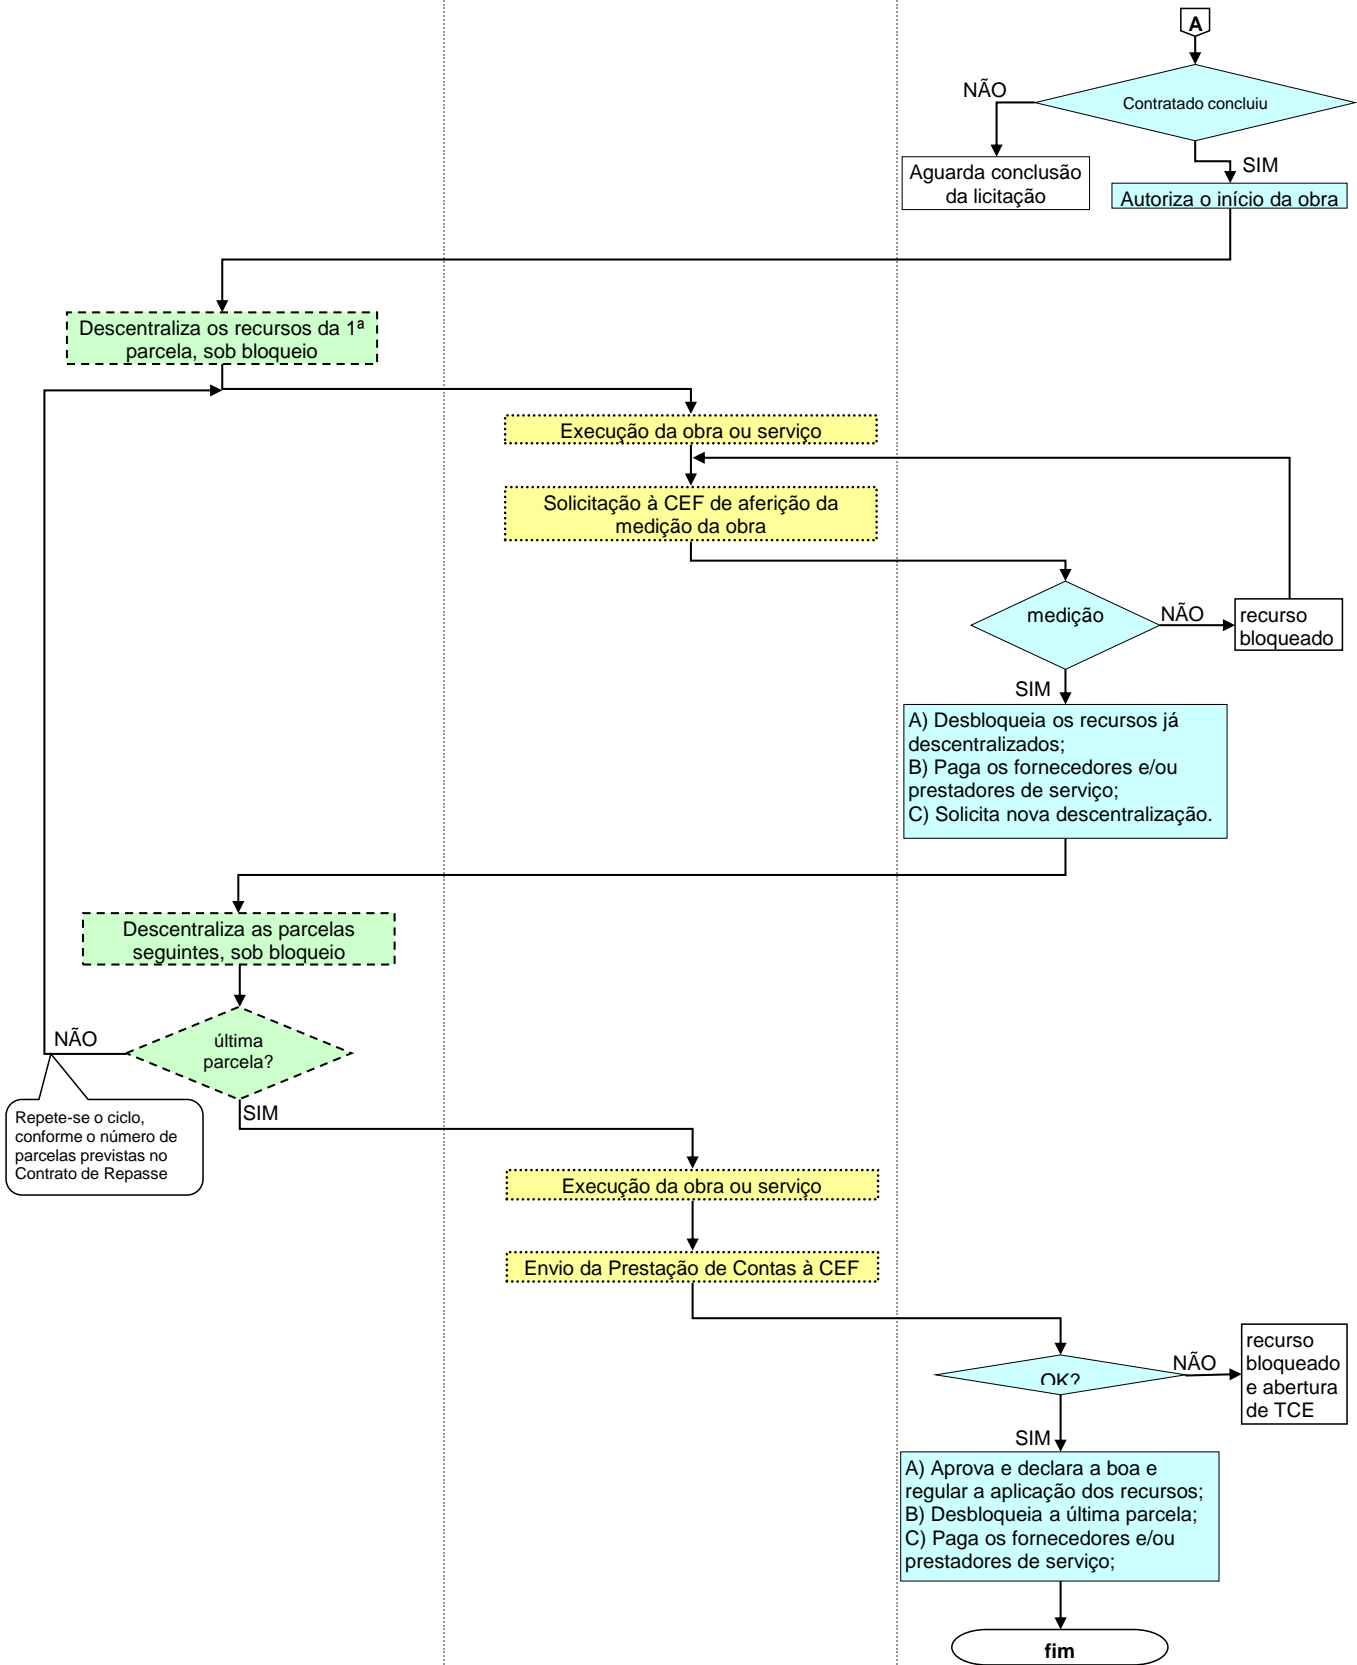 A
NÃO
Contratado concluiu
SIM
Aguarda conclusão
da licitação
Autoriza o início da obra
Descentraliza os recursos da 1ª
parcela, sob bloqueio
Execução da obra ou serviço
Solicitação à CEF de aferição da
medição da obra
medição
NÃO
recurso
bloqueado
SIM
A) Desbloqueia os recursos já
descentralizados;
B) Paga os fornecedores e/ou
prestadores de serviço;
C) Solicita nova descentralização.
Descentraliza as parcelas
seguintes, sob bloqueio
NÃO
última
parcela?
SIM
Repete-se o ciclo,
conforme o número de
parcelas previstas no
Contrato de Repasse
Execução da obra ou serviço
Envio da Prestação de Contas à CEF
OK?
NÃO
recurso
bloqueado
e abertura
de TCE
SIM
A) Aprova e declara a boa e
regular a aplicação dos recursos;
B) Desbloqueia a última parcela;
C) Paga os fornecedores e/ou
prestadores de serviço;
fim